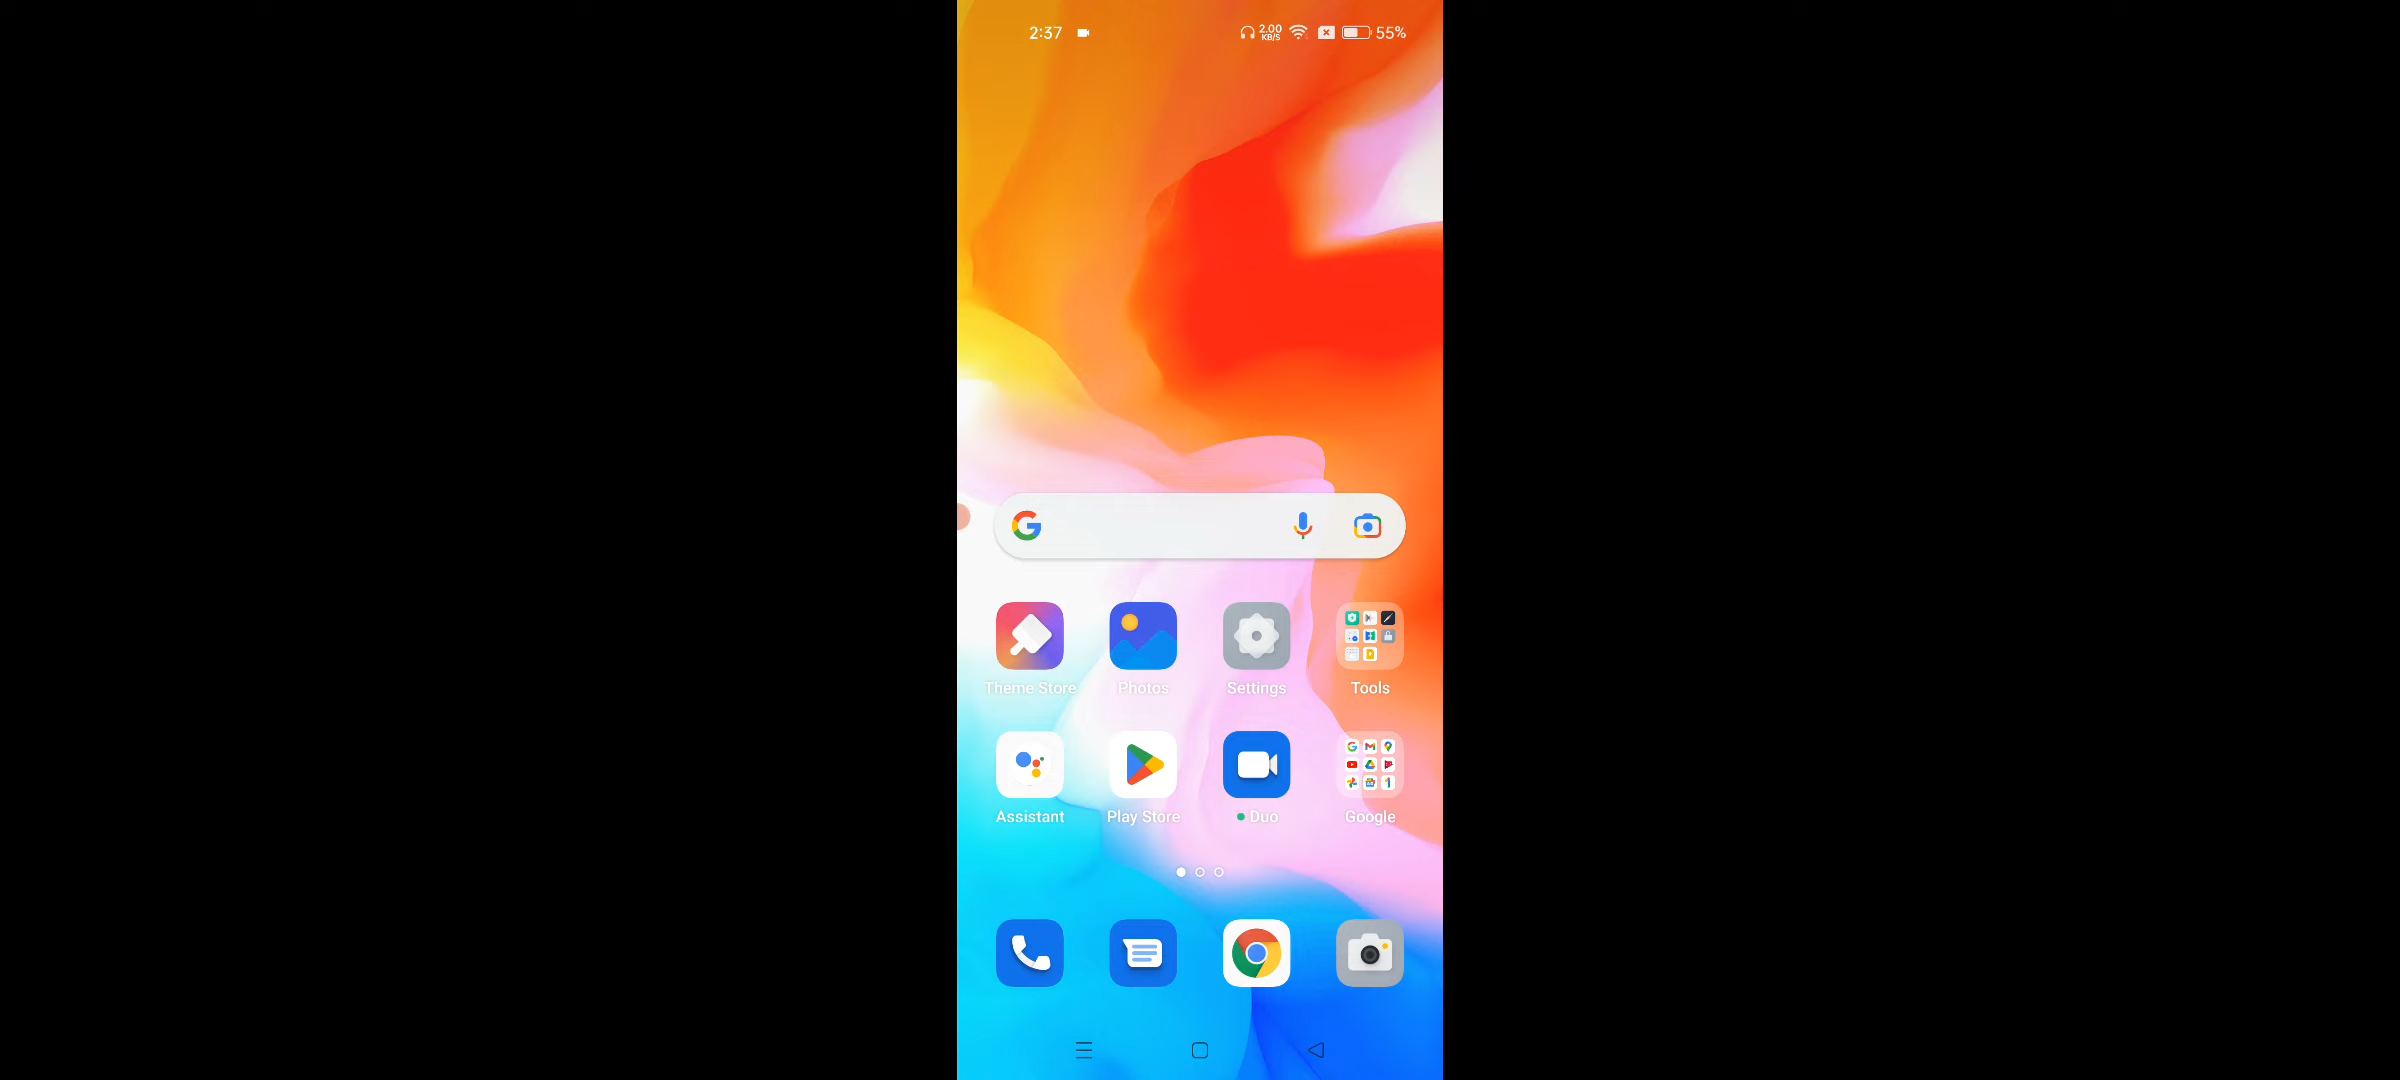 2:37 2.00 KB/S 55%
Theme Store Photos Settings Tools
Assistant Play Store Duo Google